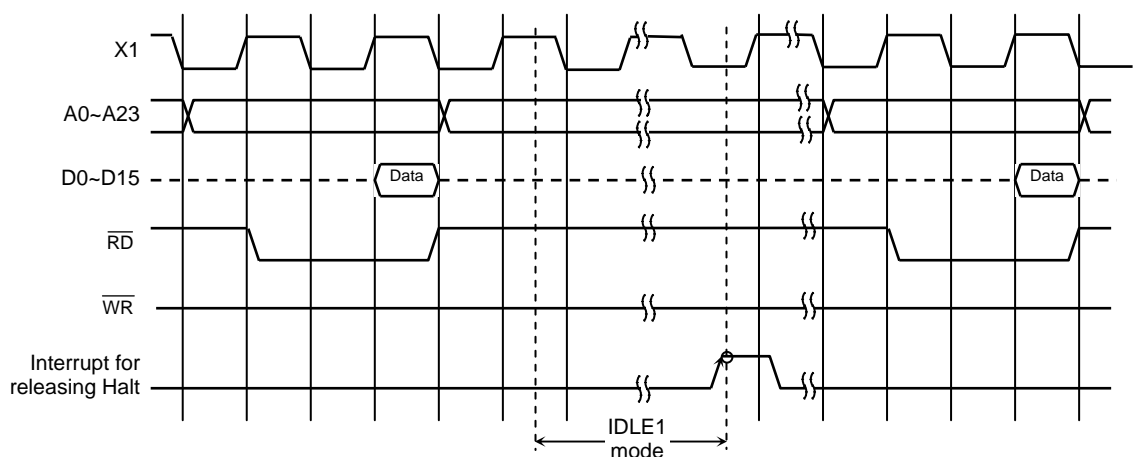 X1
A0~A23
D0~D15
Data
Data
RD
WR
Interrupt for
releasing Halt
IDLE1
mode